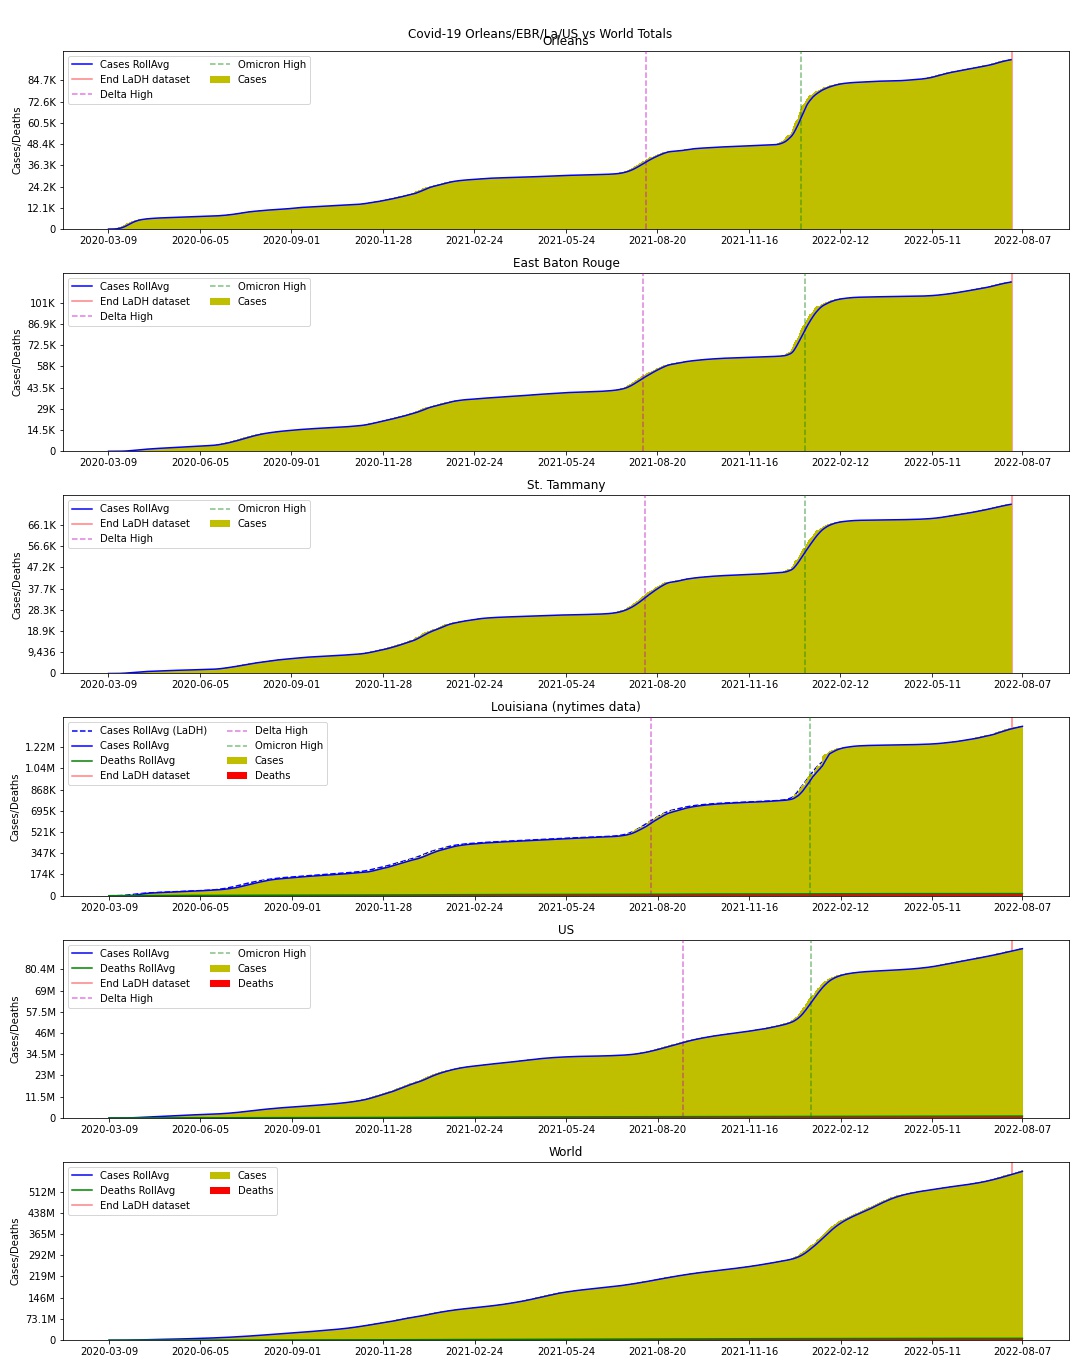 Covid-19 Orleans/EBR/La/US vs World Totals
Orleans
Cases RollAvg
End LaDH dataset
Delta High
Omicron High
Cases
Cases/Deaths
84.7K
72.6K
60.5K
48.4K
36.3K
24.2K
12.1K
0
2020-03-09 2020-06-05 2020-09-01 2020-11-28 2021-02-24 2021-05-24 2021-08-20 2021-11-16 2022-02-12 2022-05-11 2022-08-07
East Baton Rouge
Cases RollAvg
End LaDH dataset
Delta High
Omicron High
Cases
Cases/Deaths
101K
86.9K
72.5K
58K
43.5K
29K
14.5K
0
2020-03-09 2020-06-05 2020-09-01 2020-11-28 2021-02-24 2021-05-24 2021-08-20 2021-11-16 2022-02-12 2022-05-11 2022-08-07
St. Tammany
Cases RollAvg
End LaDH dataset
Delta High
Omicron High
Cases
Cases/Deaths
66.1K
56.6K
47.2K
37.7K
28.3K
18.9K
9,436
0
2020-03-09 2020-06-05 2020-09-01 2020-11-28 2021-02-24 2021-05-24 2021-08-20 2021-11-16 2022-02-12 2022-05-11 2022-08-07
Louisiana (nytimes data)
Cases RollAvg (LaDH)
Cases RollAvg
Deaths RollAvg
End LaDH dataset
Delta High
Omicron High
Cases
Deaths
Cases/Deaths
1.22M
1.04M
868K
695K
521K
347K
174K
0
2020-03-09 2020-06-05 2020-09-01 2020-11-28 2021-02-24 2021-05-24 2021-08-20 2021-11-16 2022-02-12 2022-05-11 2022-08-07
US
Cases RollAvg
Deaths RollAvg
End LaDH dataset
Delta High
Omicron High
Cases
Deaths
Cases/Deaths
80.4M
69M
57.5M
46M
34.5M
23M
11.5M
0
2020-03-09 2020-06-05 2020-09-01 2020-11-28 2021-02-24 2021-05-24 2021-08-20 2021-11-16 2022-02-12 2022-05-11 2022-08-07
World
Cases RollAvg
Deaths RollAvg
End LaDH dataset
Cases
Deaths
Cases/Deaths
512M
438M
365M
292M
219M
146M
73.1M
0
2020-03-09 2020-06-05 2020-09-01 2020-11-28 2021-02-24 2021-05-24 2021-08-20 2021-11-16 2022-02-12 2022-05-11 2022-08-07